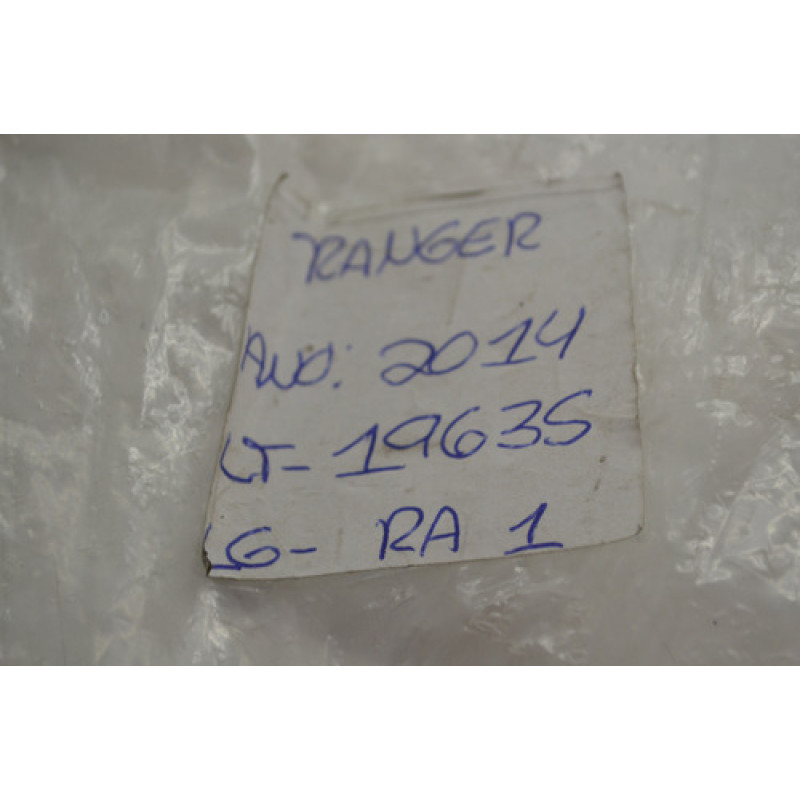 RANGER
ANO: 2014
LT- 19635
LG- RA 1